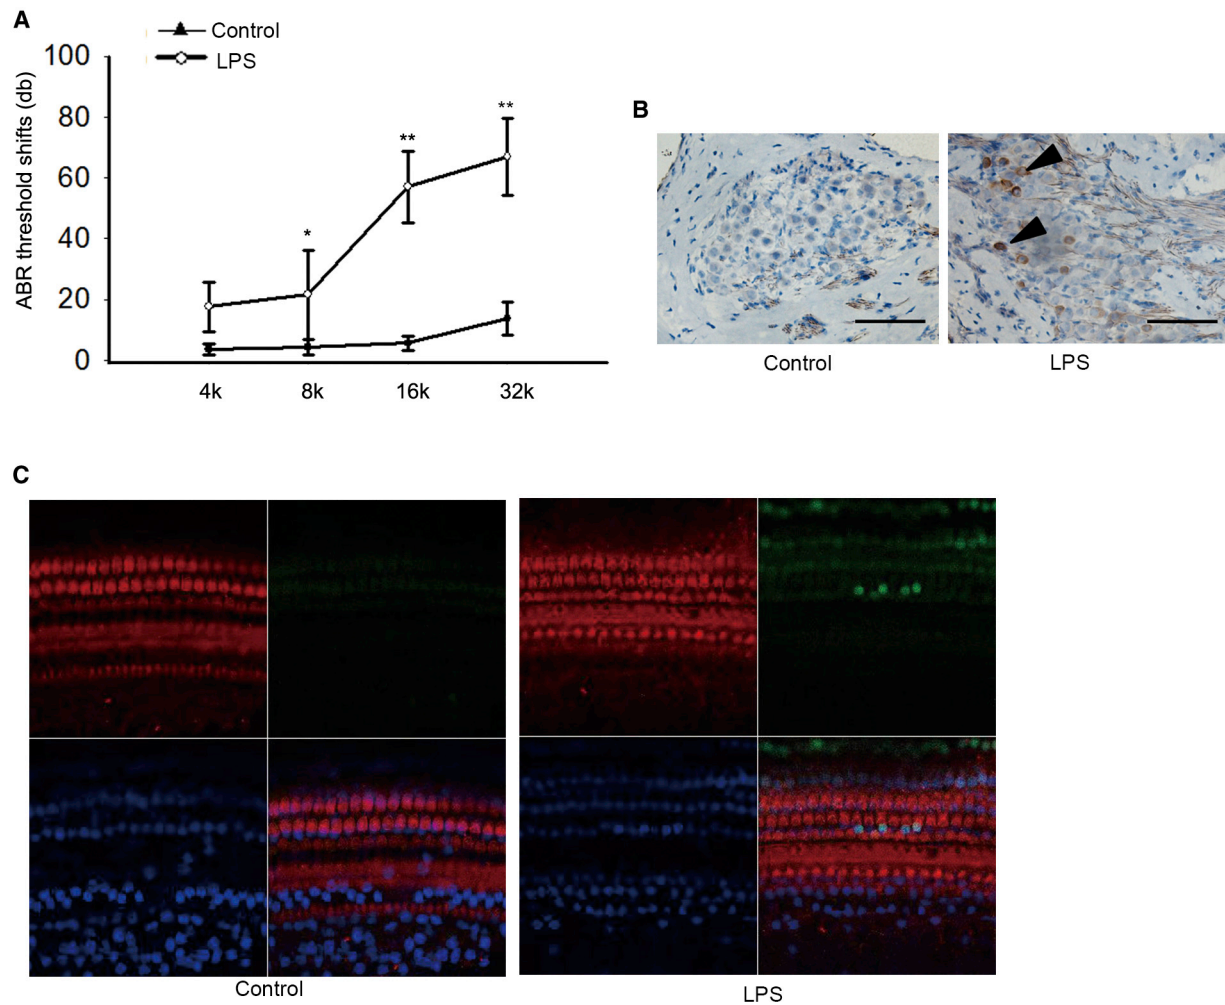 A
Control
LPS
ABR threshold shifts (db)
100
80
60
40
20
0
*
**
**
4k 8k 16k 32k
B
Control LPS
C
Control LPS